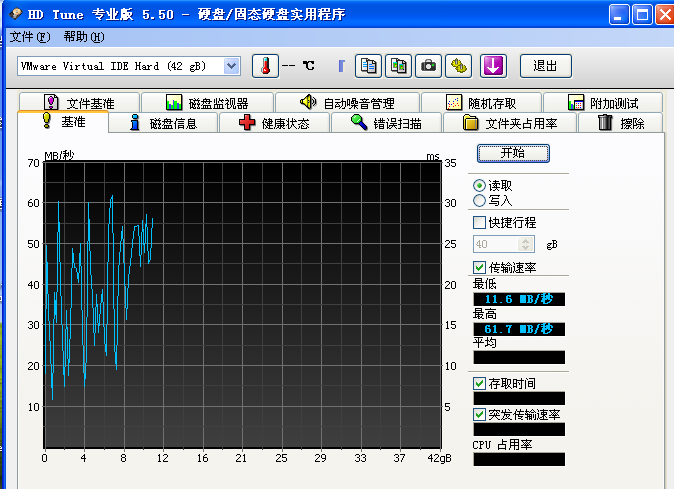 HD Tune 专业版 5.50 - 硬盘/固态硬盘实用程序
文件(F) 帮助(H)
VMware Virtual IDE Hard (42 gB) -- ℃ 退出
文件基准 磁盘监视器 自动噪音管理 随机存取 附加测试
基准 磁盘信息 健康状态 错误扫描 文件夹占用率 擦除
MB/秒 ms
70 60 50 40 30 20 10
35 30 25 20 15 10 5
0 4 8 12 16 21 25 29 33 37 42gB
开始
读取
写入
快捷行程
40 gB
传输速率
最低
11.6 MB/秒
最高
61.7 MB/秒
平均
存取时间
突发传输速率
CPU 占用率